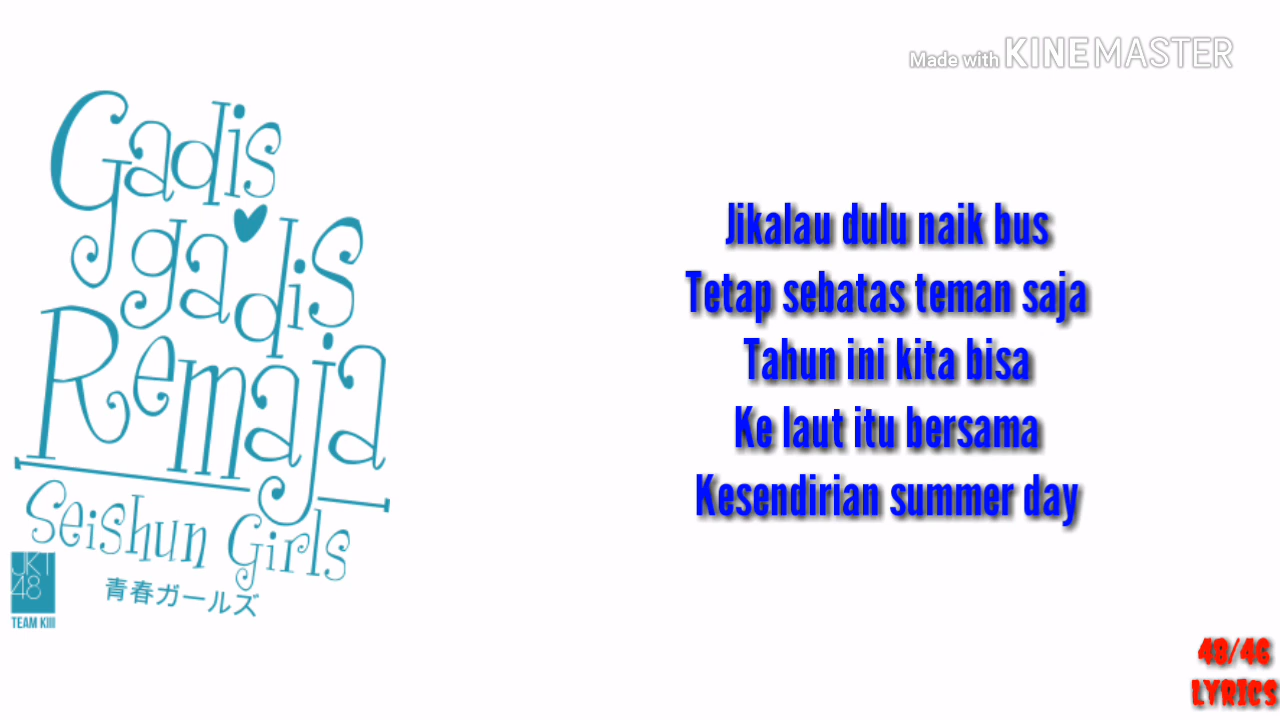 Made with KINEMASTER
Gadis
gadis
Remaja
Seishun Girls
青春ガールズ
JKT
48
TEAM KIII
Jikalau dulu naik bus
Tetap sebatas teman saja
Tahun ini kita bisa
Ke laut itu bersama
Kesendirian summer day
48/46
LYRICS